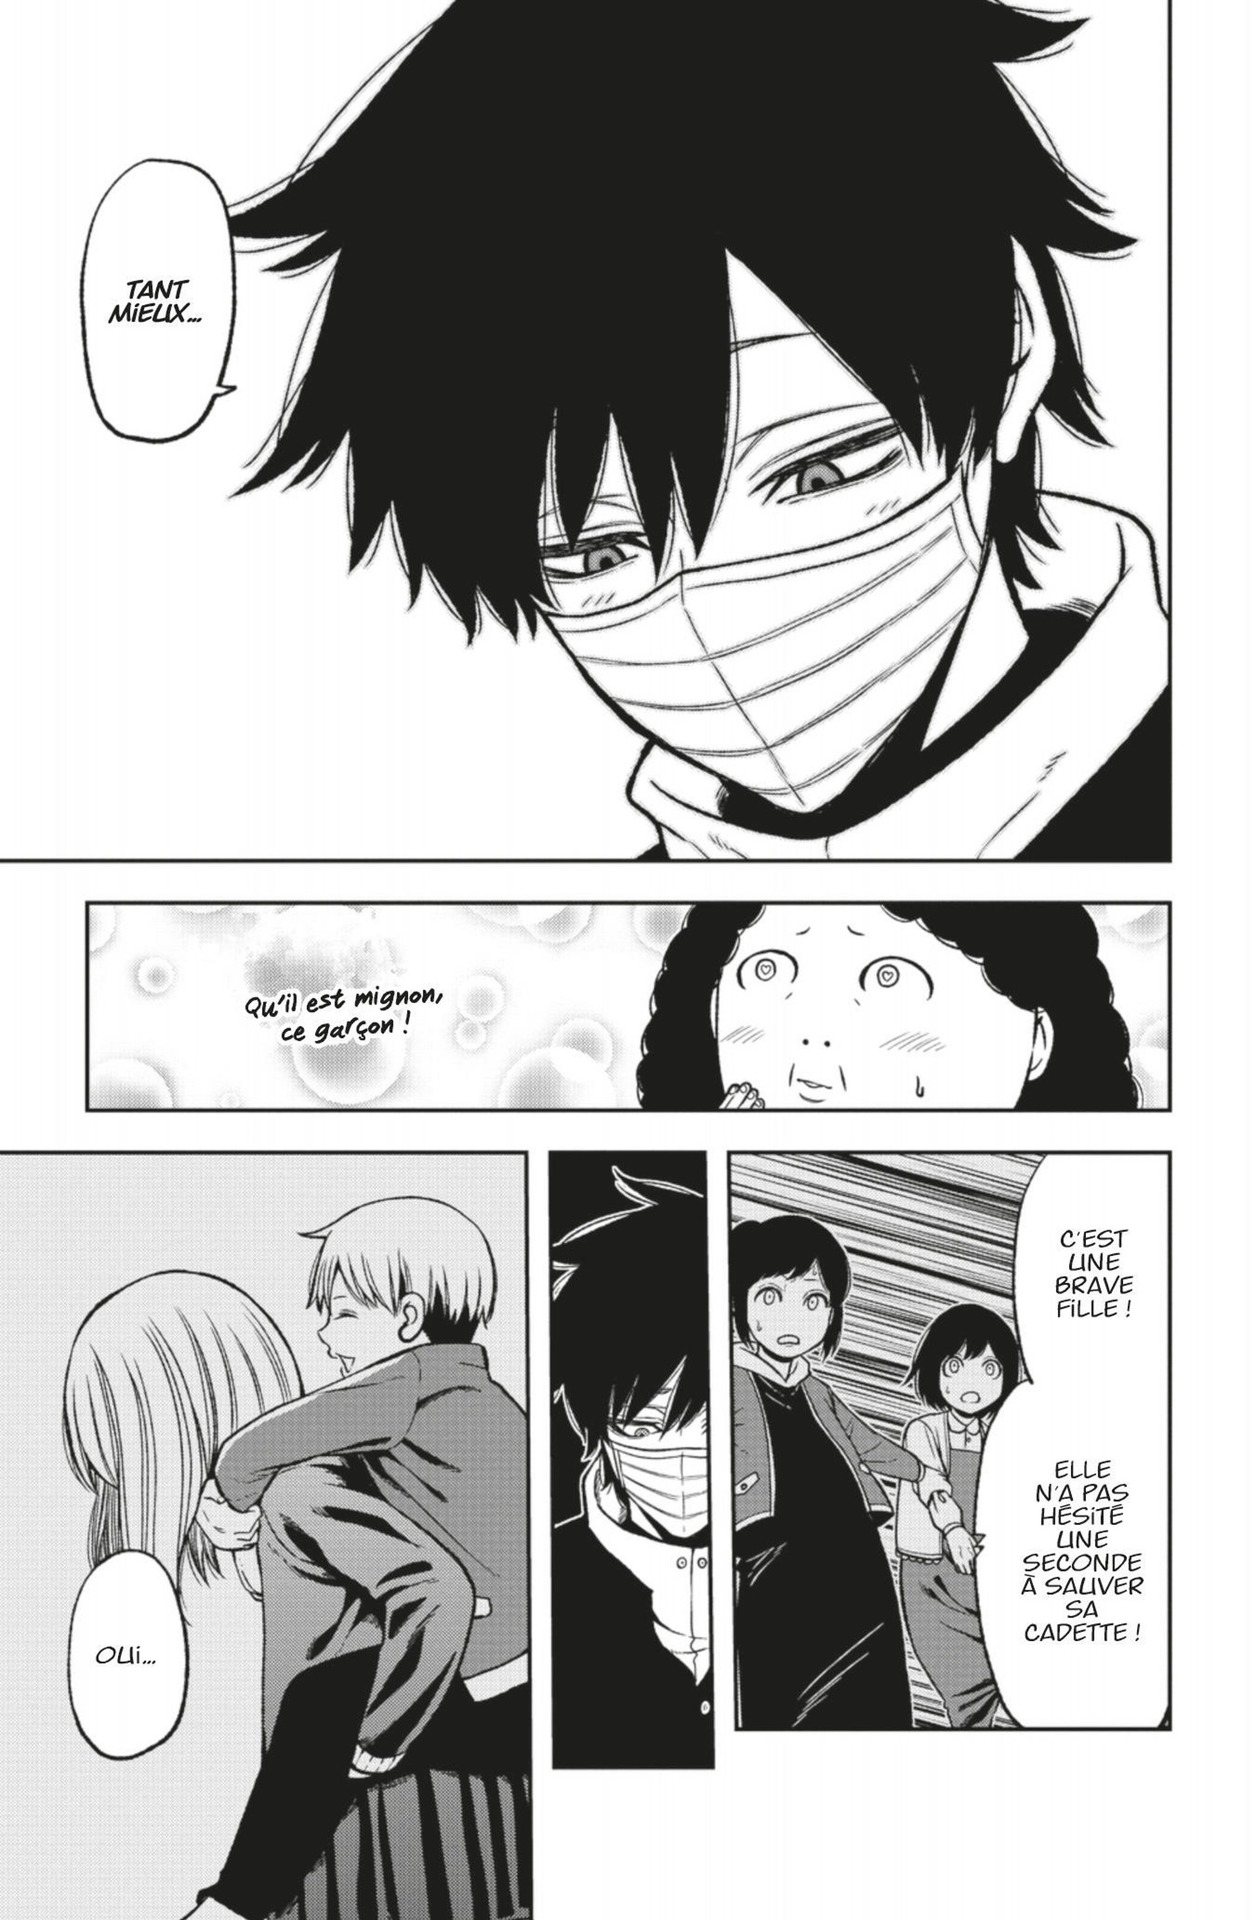 TANT
MIEUX...
Qu'il est mignon,
ce garçon !
C'EST
UNE
BRAVE
FILLE !
ELLE
N'A PAS
HÉSITÉ
UNE
SECONDE
À SAUVER
SA
CADETTE !
OUI...